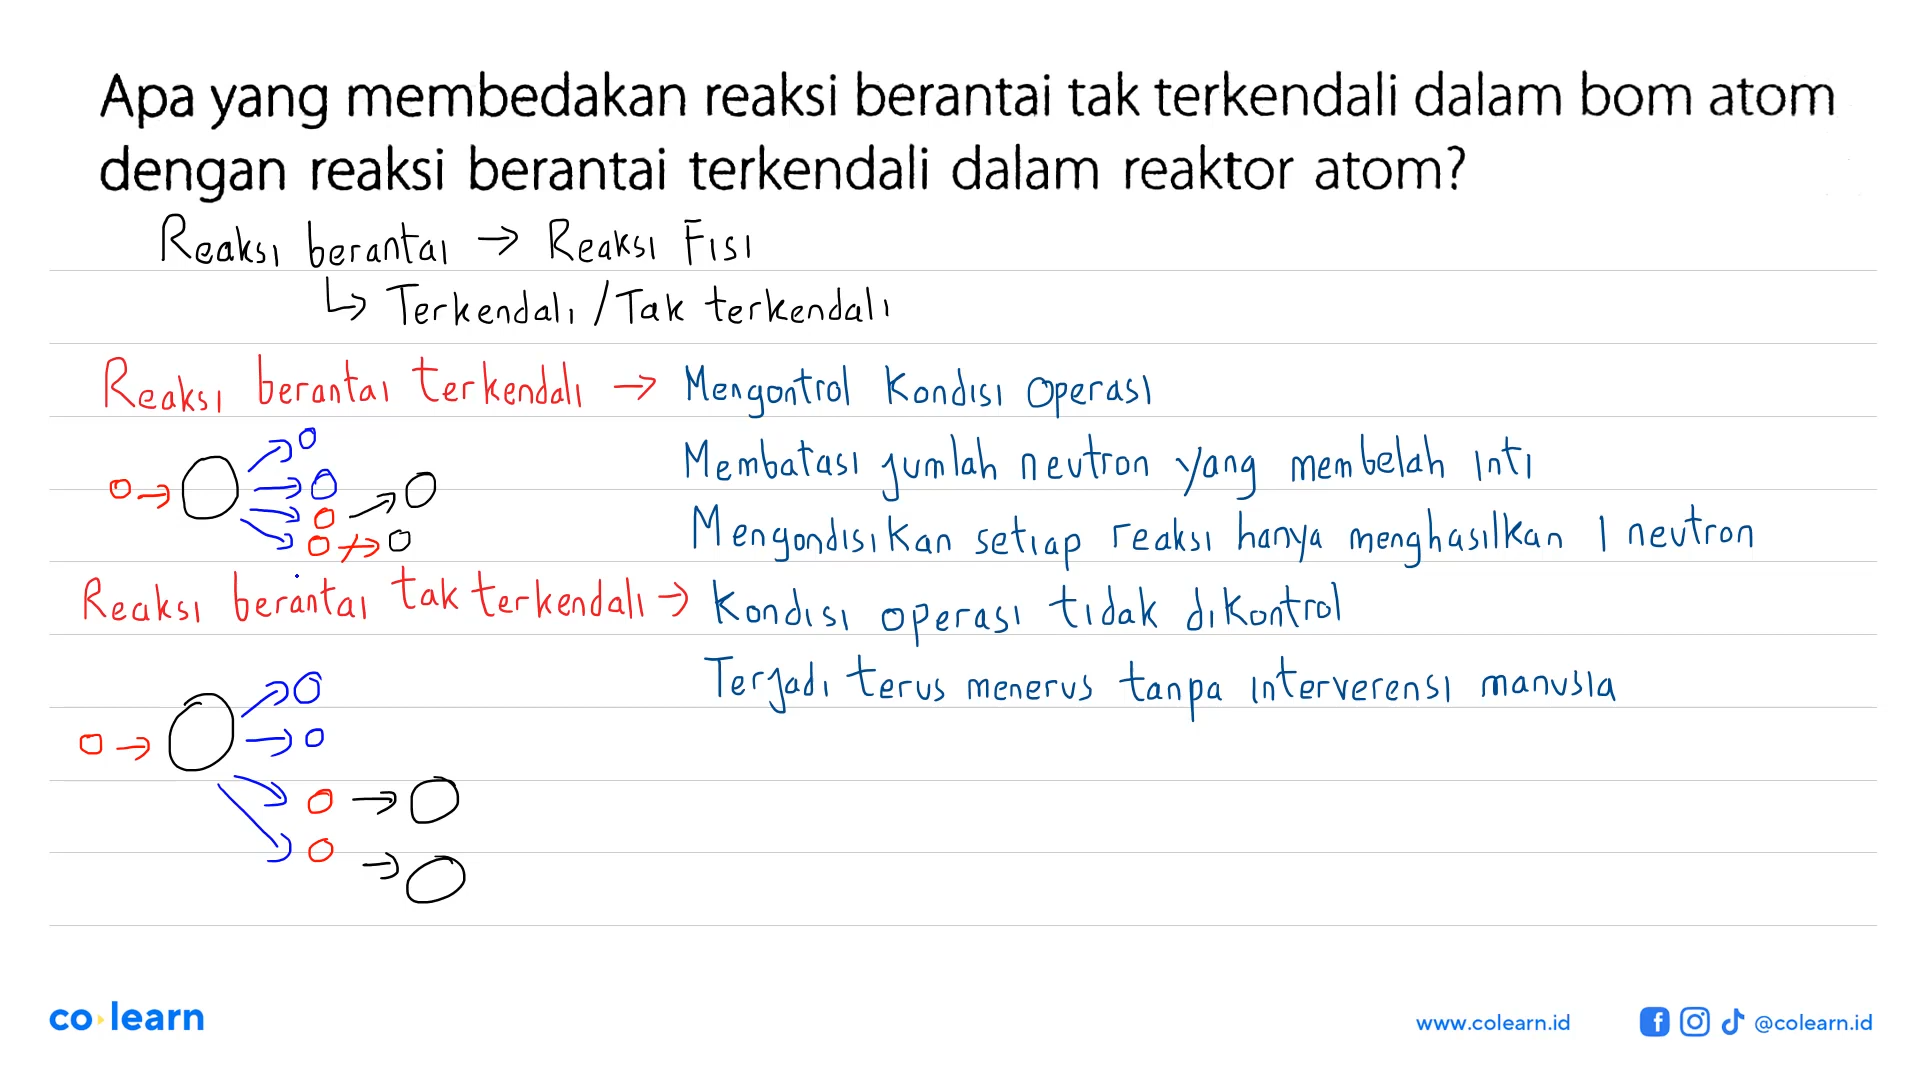 Apa yang membedakan reaksi berantai tak terkendali dalam bom atom
dengan reaksi berantai terkendali dalam reaktor atom?
Reaksi berantai → Reaksi Fisi
↳ Terkendali / Tak terkendali
Reaksi berantai terkendali → Mengontrol kondisi operasi
Membatasi jumlah neutron yang membelah inti
Mengondisikan setiap reaksi hanya menghasilkan 1 neutron
Reaksi berantai tak terkendali → Kondisi operasi tidak dikontrol
Terjadi terus menerus tanpa interverensi manusia
co learn
www.colearn.id
@colearn.id